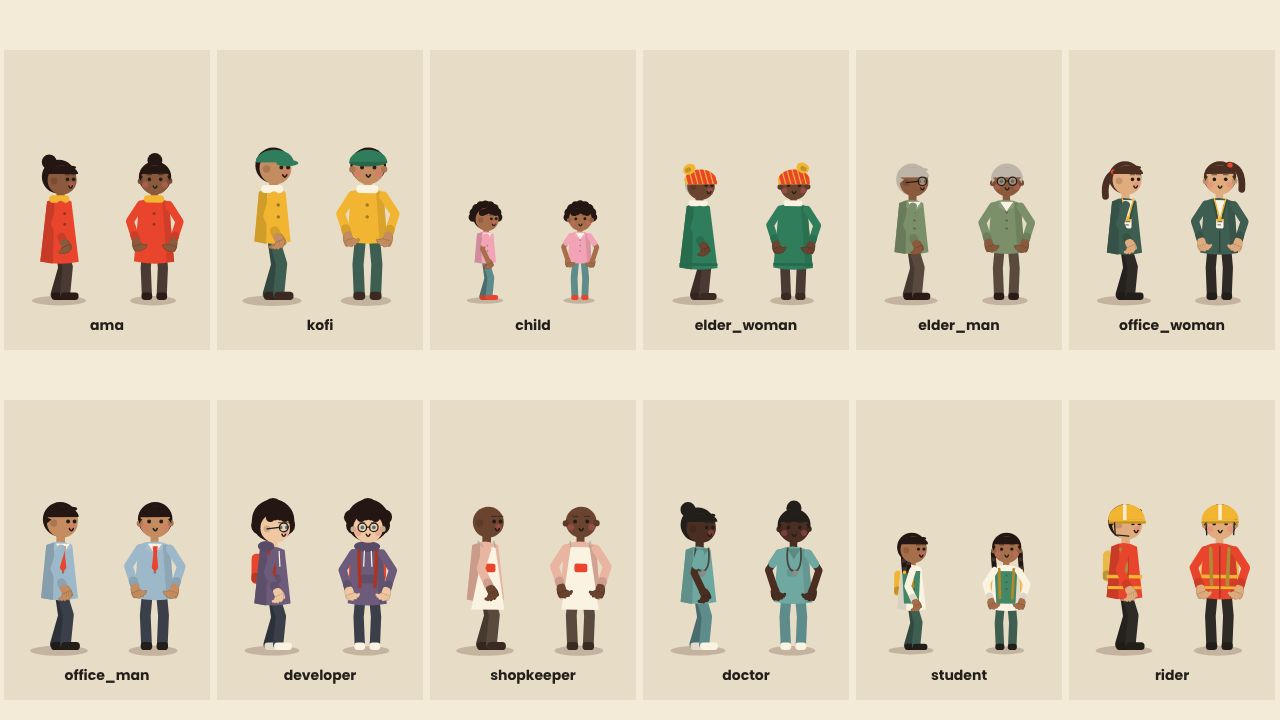 ama
kofi
child
elder_woman
elder_man
office_woman
office_man
developer
shopkeeper
doctor
student
rider